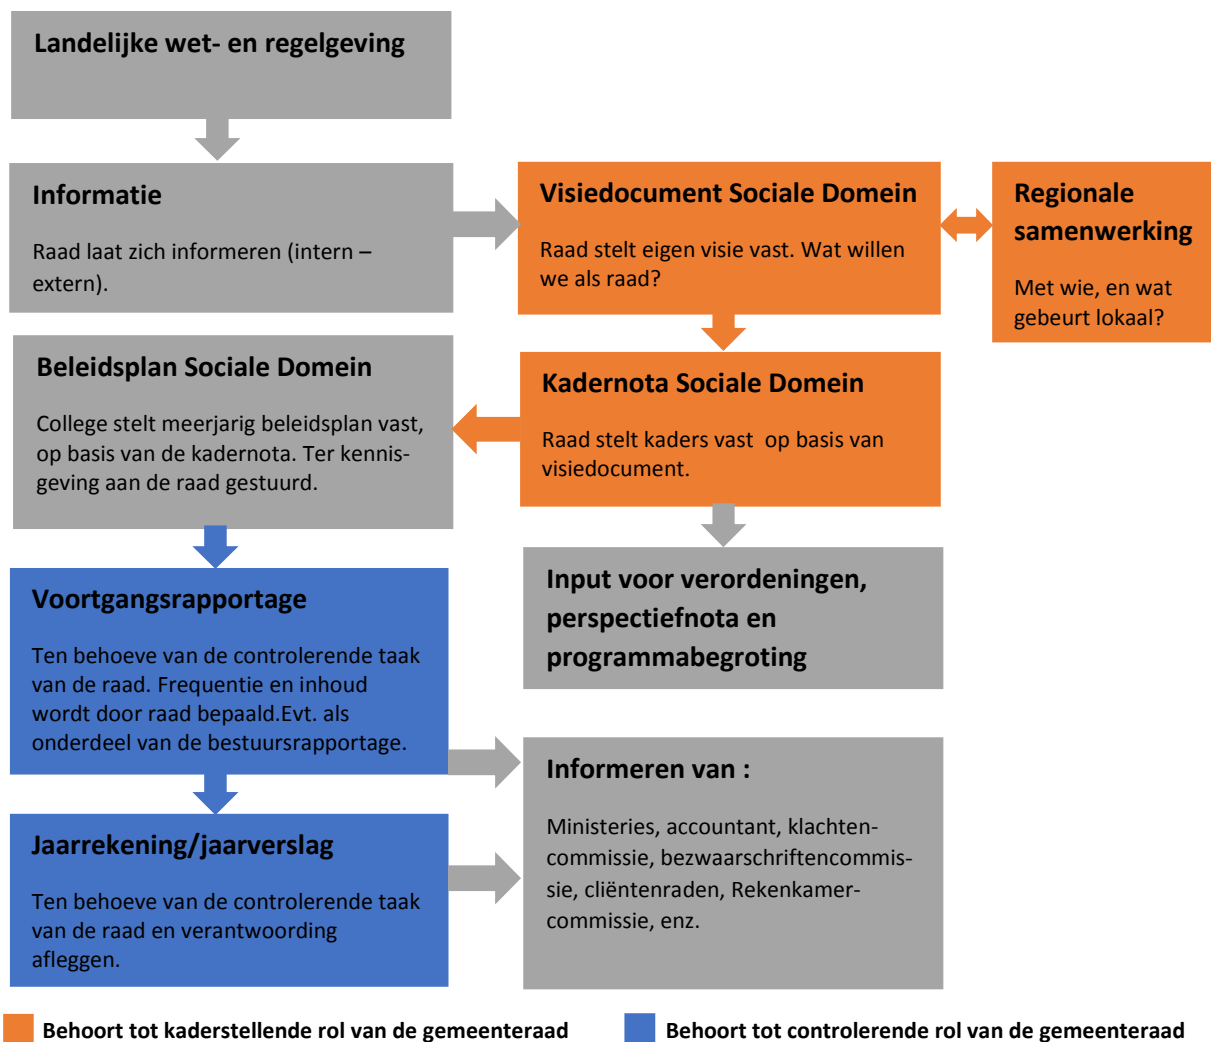 Landelijke wet- en regelgeving
Informatie
Raad laat zich informeren (intern –
extern).
Visiedocument Sociale Domein
Raad stelt eigen visie vast. Wat willen
we als raad?
Regionale
samenwerking
Met wie, en wat
gebeurt lokaal?
Beleidsplan Sociale Domein
College stelt meerjarig beleidsplan vast,
op basis van de kadernota. Ter kennis-
geving aan de raad gestuurd.
Kadernota Sociale Domein
Raad stelt kaders vast  op basis van
visiedocument.
Voortgangsrapportage
Ten behoeve van de controlerende taak
van de raad. Frequentie en inhoud
wordt door raad bepaald.Evt. als
onderdeel van de bestuursrapportage.
Input voor verordeningen,
perspectiefnota en
programmabegroting
Jaarrekening/jaarverslag
Ten behoeve van de controlerende taak
van de raad en verantwoording
afleggen.
Informeren van :
Ministeries, accountant, klachten-
commissie, bezwaarschriftencommis-
sie, cliëntenraden, Rekenkamer-
commissie, enz.
Behoort tot kaderstellende rol van de gemeenteraad
Behoort tot controlerende rol van de gemeenteraad